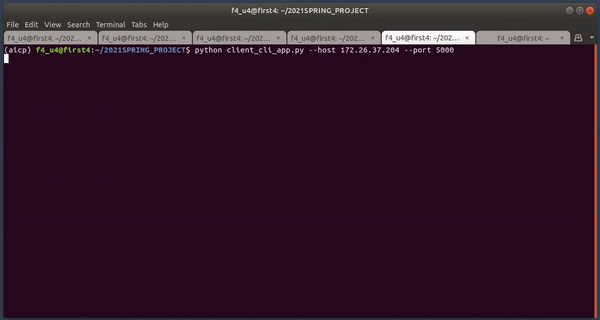 f4_u4@first4: ~/2021SPRING_PROJECT
File Edit View Search Terminal Tabs Help
f4_u4@first4: ~/202... × f4_u4@first4: ~/202... × f4_u4@first4: ~/202... × f4_u4@first4: ~/202... × f4_u4@first4: ~/202... × f4_u4@first4: ~ ×
(aicp) f4_u4@first4:~/2021SPRING_PROJECT$ python client_cli_app.py --host 172.26.37.204 --port 5000